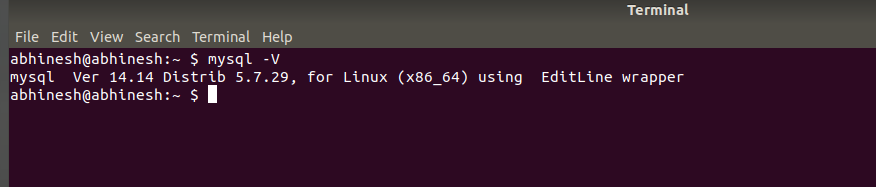 Terminal
File Edit View Search Terminal Help
abhinesh@abhinesh:~ $ mysql -V
mysql  Ver 14.14 Distrib 5.7.29, for Linux (x86_64) using  EditLine wrapper
abhinesh@abhinesh:~ $